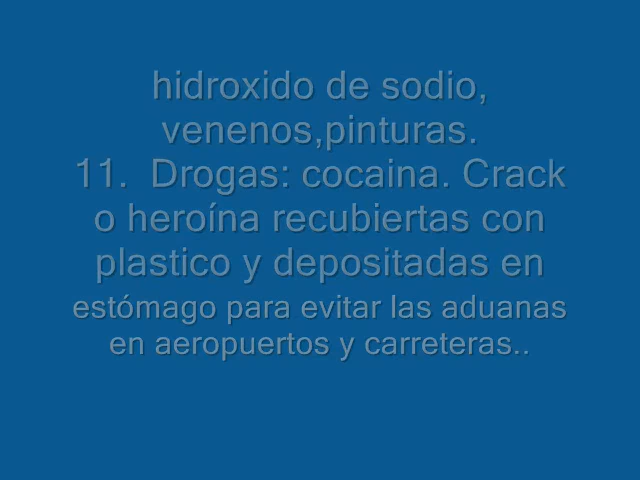 hidroxido de sodio,
venenos,pinturas.
11.  Drogas: cocaina. Crack
o heroína recubiertas con
plastico y depositadas en
estómago para evitar las aduanas
en aeropuertos y carreteras..